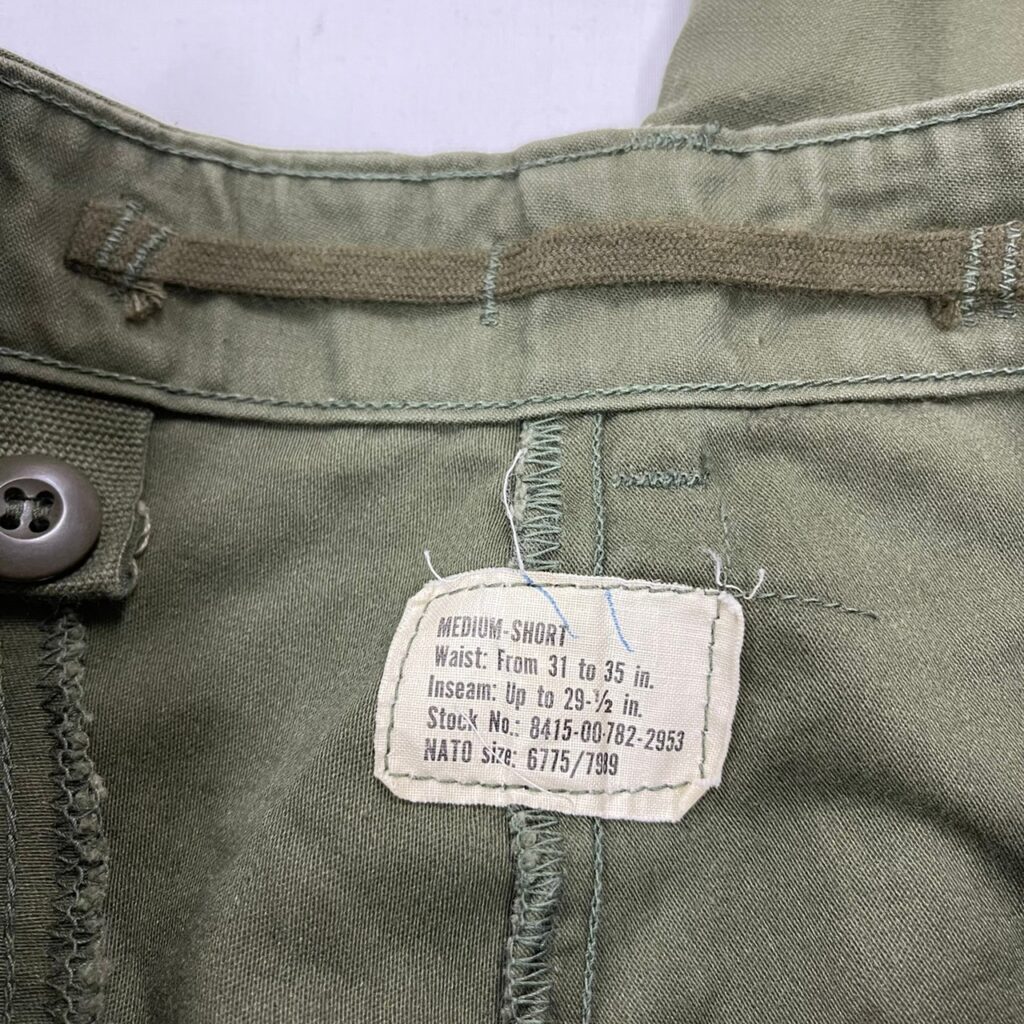 MEDIUM-SHORT
Waist: From 31 to 35 in.
Inseam: Up to 29-½ in.
Stock No.: 8415-00-782-2953
NATO size: 6775/7989